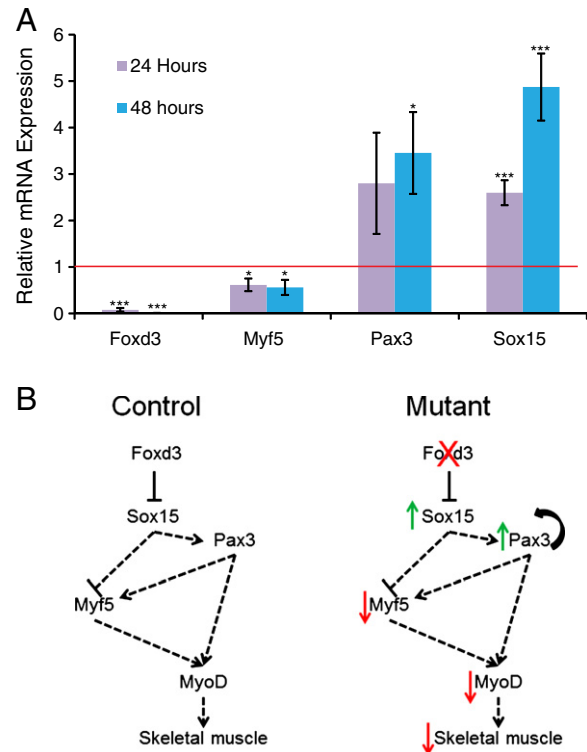 A
Relative mRNA Expression
6
5
4
3
2
1
0
24 Hours
48 hours
*** ***
* *
*
*** ***
Foxd3 Myf5 Pax3 Sox15
B
Control
Foxd3
Sox15
Pax3
Myf5
MyoD
Skeletal muscle
Mutant
Foxd3
Sox15
Pax3
Myf5
MyoD
Skeletal muscle